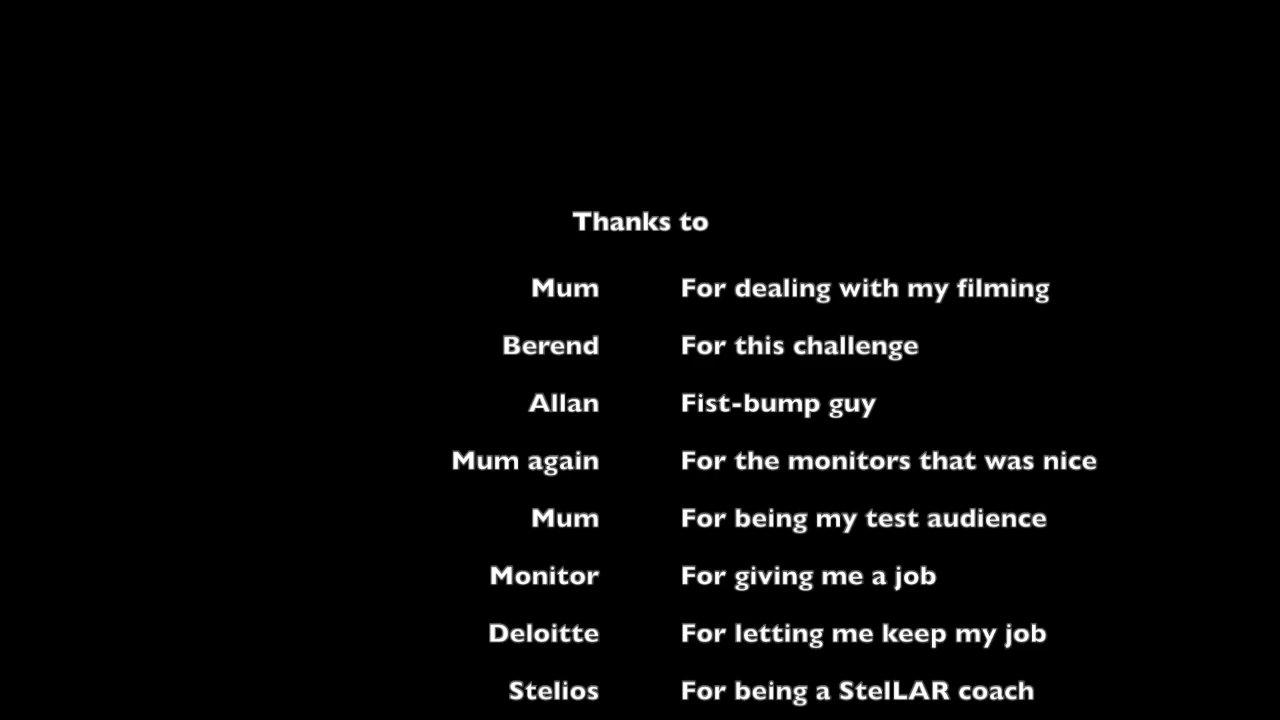 Thanks to
Mum For dealing with my filming
Berend For this challenge
Allan Fist-bump guy
Mum again For the monitors that was nice
Mum For being my test audience
Monitor For giving me a job
Deloitte For letting me keep my job
Stelios For being a StelLAR coach